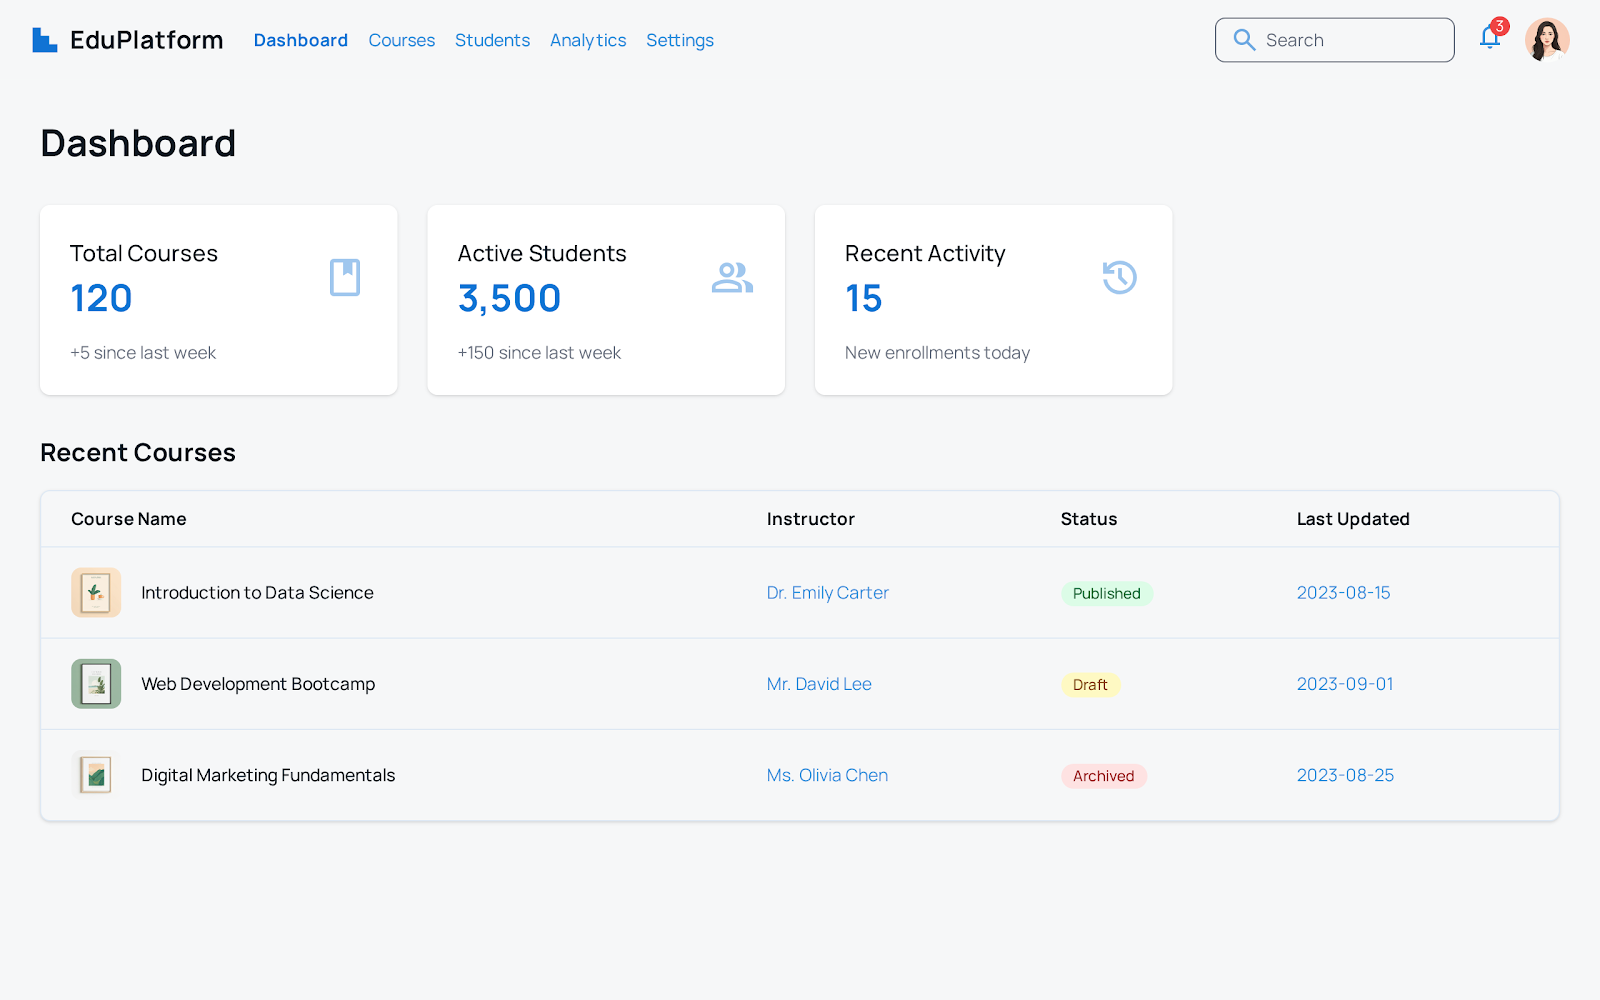 EduPlatform
Dashboard
Courses
Students
Analytics
Settings
Search
3
Dashboard
Total Courses
120
+5 since last week
Active Students
3,500
+150 since last week
Recent Activity
15
New enrollments today
Recent Courses
Course Name Instructor Status Last Updated
Introduction to Data Science Dr. Emily Carter Published 2023-08-15
Web Development Bootcamp Mr. David Lee Draft 2023-09-01
Digital Marketing Fundamentals Ms. Olivia Chen Archived 2023-08-25